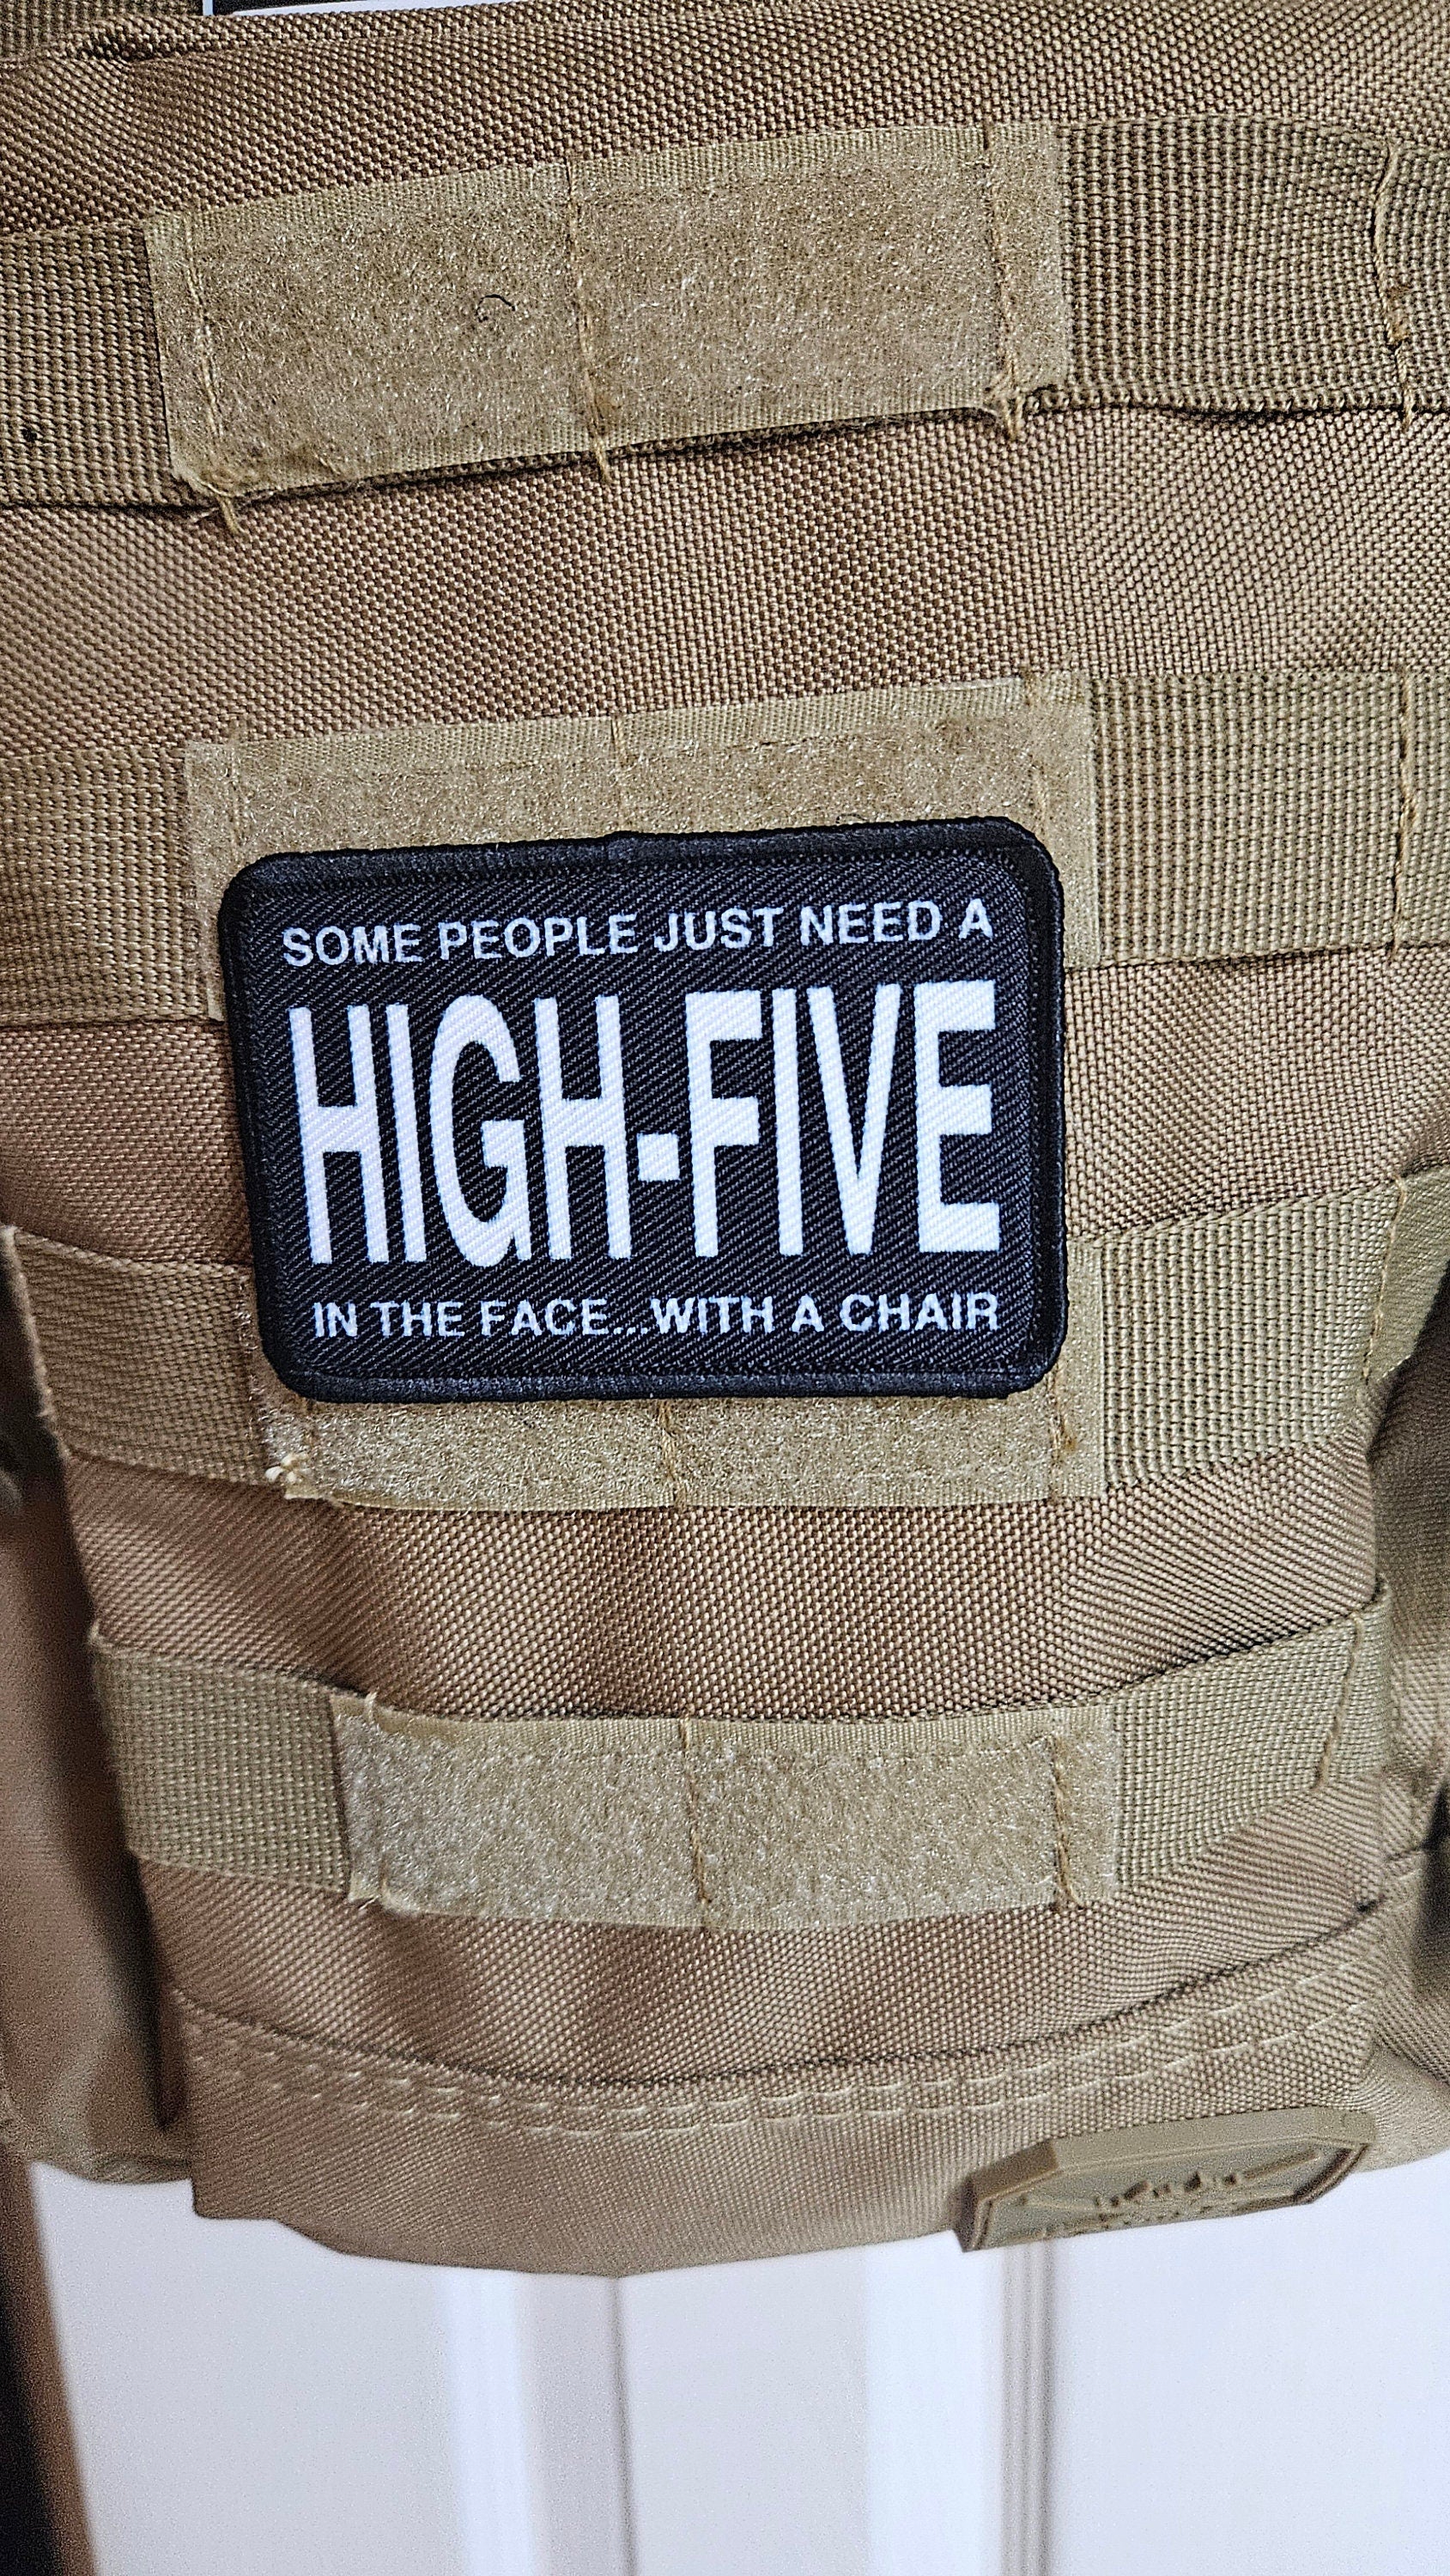 SOME PEOPLE JUST NEED A
HIGH-FIVE
IN THE FACE...WITH A CHAIR